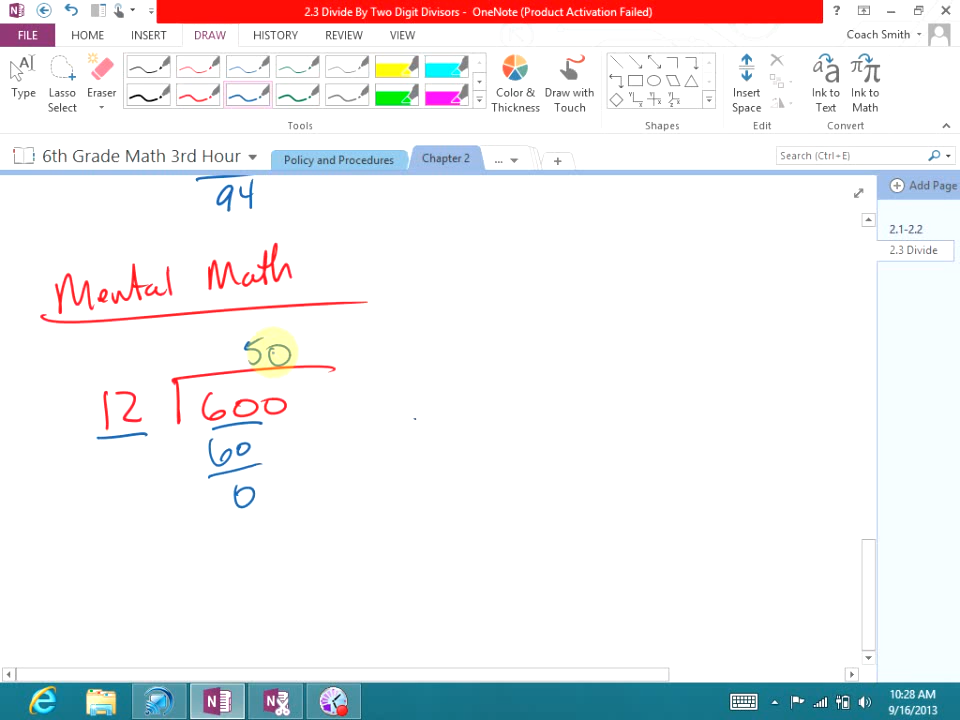 2.3 Divide By Two Digit Divisors - OneNote (Product Activation Failed)
?
FILE HOME INSERT DRAW HISTORY REVIEW VIEW Coach Smith
Type Lasso Select Eraser Color & Thickness Draw with Touch Insert Space Ink to Text Ink to Math
Tools Shapes Edit Convert
6th Grade Math 3rd Hour Policy and Procedures Chapter 2 ... + Search (Ctrl+E)
Add Page
2.1-2.2
2.3 Divide
94
Mental Math
50
12 600
60
0
10:28 AM
9/16/2013